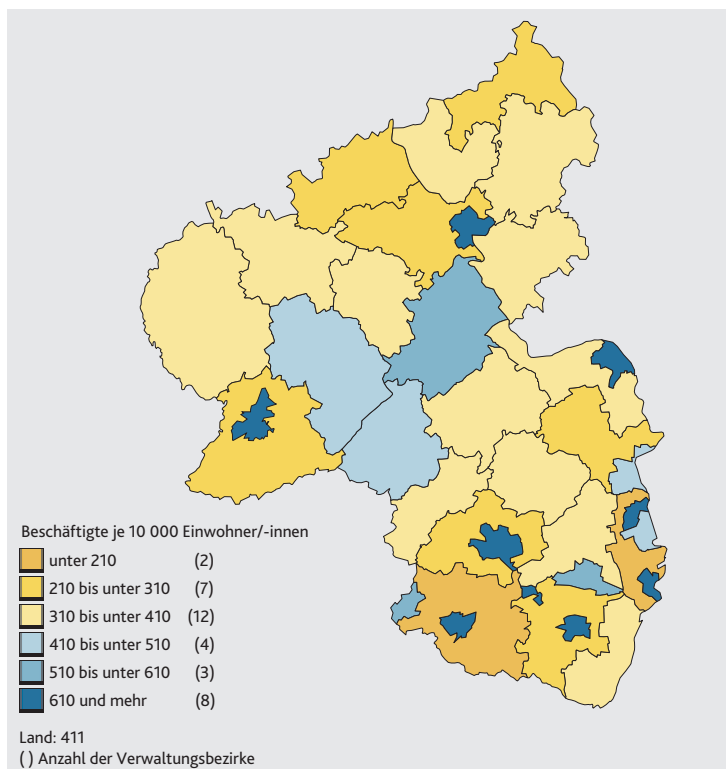 Beschäftigte je 10 000 Einwohner/-innen
unter 210 (2)
210 bis unter 310 (7)
310 bis unter 410 (12)
410 bis unter 510 (4)
510 bis unter 610 (3)
610 und mehr (8)
Land: 411
( ) Anzahl der Verwaltungsbezirke